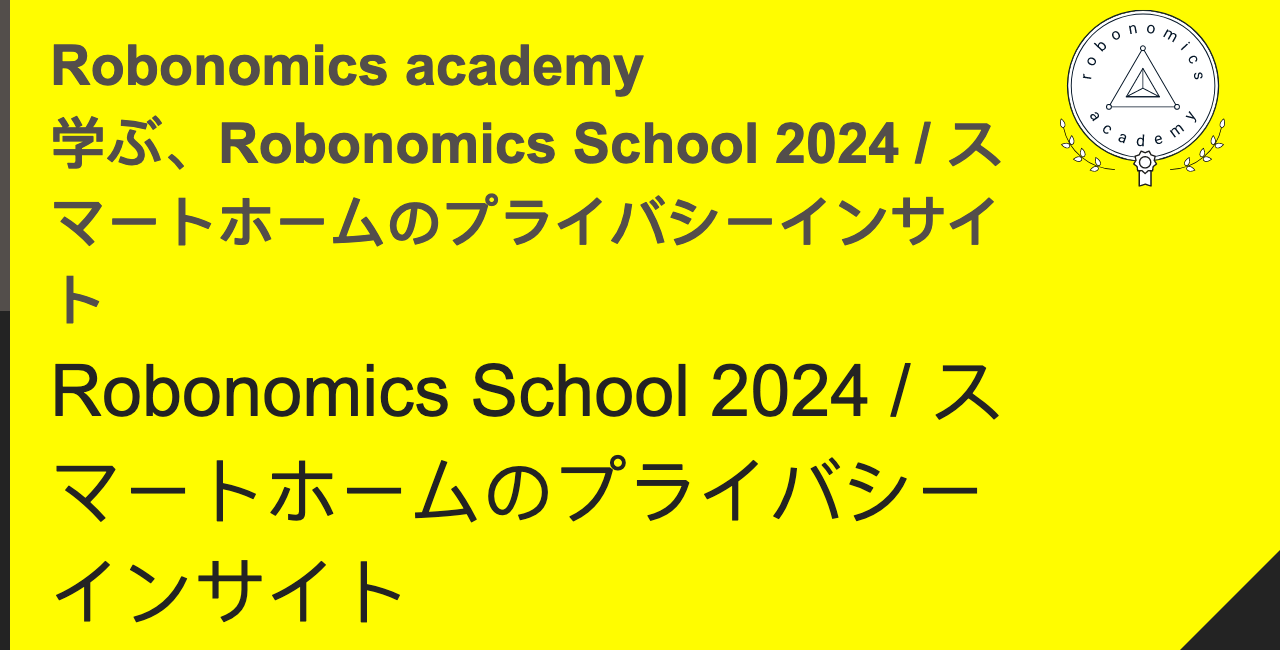 Robonomics academy
学ぶ、Robonomics School 2024 / ス
マートホームのプライバシーインサイ
ト
Robonomics School 2024 / ス
マートホームのプライバシー
インサイト
robonomics
academy